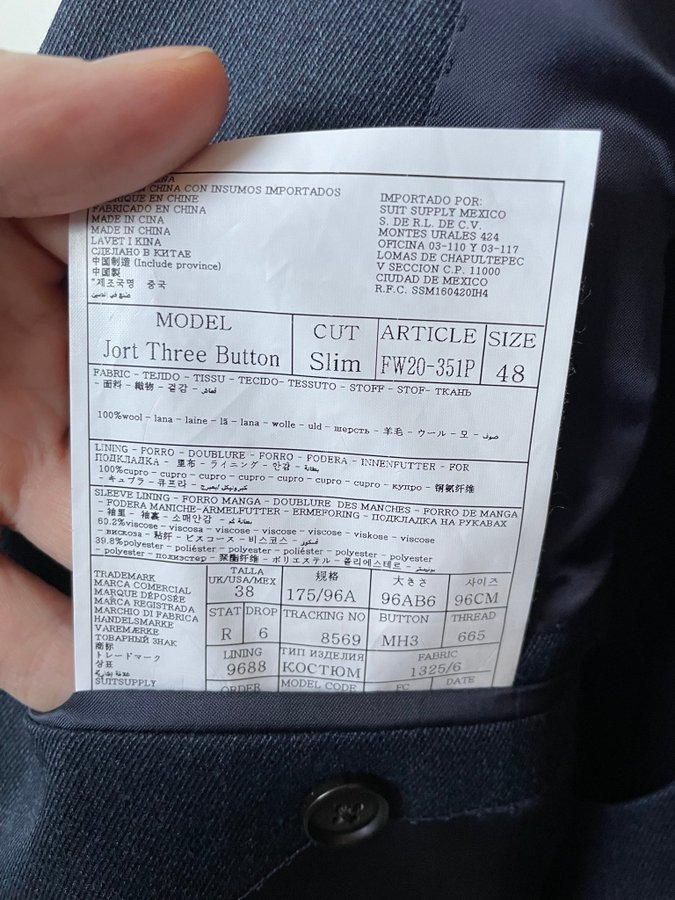 CHINA CON INSUMOS IMPORTADOS
EN CHINE
FABRICADO EN CHINA
MADE IN CINA
MADE IN CHINA
LAVET I KINA
СДЕЛАНО В КИТАЕ
中国制造 (Include province)
中国製
"제조국명 중국
IMPORTADO POR:
SUIT SUPPLY MEXICO
S. DE R.L. DE C.V.
MONTES URALES 424
OFICINA 03-110 Y 03-117
LOMAS DE CHAPULTEPEC
V SECCION C.P. 11000
CIUDAD DE MEXICO
R.F.C. SSM160420IH4
MODEL
Jort Three Button
CUT
Slim
ARTICLE
FW20-351P
SIZE
48
FABRIC - TEJIDO - TISSU - TECIDO - TESSUTO - STOFF - STOF - ТКАНЬ
- 面料 - 織物 - 겉감 - قماش
100%wool - lana - laine - lã - lana - wolle - uld - шерсть - 羊毛 - ウール - 모 - صوف
LINING - FORRO - DOUBLURE - FORRO - FODERA - INNENFUTTER - FOR
ПОДКЛАДКА - 里布 - ライニング - 안감 - بطانة
100%cupro - cupro - cupro - cupro - cupro - cupro - cupro - купро - 铜氨纤维
- キュプラ - 큐프라 -
SLEEVE LINING - FORRO MANGA - DOUBLURE DES MANCHES - FORRO DE MANGA
- FODERA MANICHE-ARMELFUTTER - ERMEFORING - ПОДКЛАДКА НА РУКАВАХ
- 袖里 - 袖裏 - 소매안감 - بطانة كم
60.2%viscose - viscosa - viscose - viscose - viscose - viskose - viscose
- вискоза - 粘纤 - ビスコース - 비스코스 -
39.8%polyester - poliéster - polyester - poliéster - polyester - polyester
- polyester - полиэстер - 聚酯纤维 - ポリエステル - 폴리에스테르 -
TRADEMARK
MARCA COMERCIAL
MARQUE DÉPOSÉE
MARCA REGISTRADA
MARCHIO DI FABRICA
HANDELSMARKE
VAREMÆRKE
ТОВАРНЫЙ ЗНАК
商标
トレードマーク
상표
علامة تجارية
SUITSUPPLY
TALLA
UK/USA/MEX
38
规格
175/96A
大きさ
96AB6
사이즈
96CM
STAT
R
DROP
6
TRACKING NO
8569
BUTTON
MH3
THREAD
665
LINING
9688
ТИП ИЗДЕЛИЯ
КОСТЮМ
FABRIC
1325/6
ORDER
MODEL CODE
FC
DATE